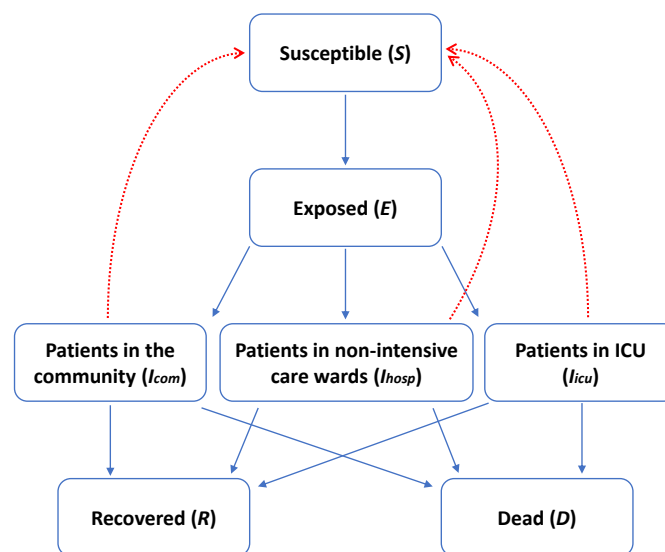 Susceptible (S)
Exposed (E)
Patients in the
community (Icom)
Patients in non-intensive
care wards (Ihosp)
Patients in ICU
(Iicu)
Recovered (R)
Dead (D)